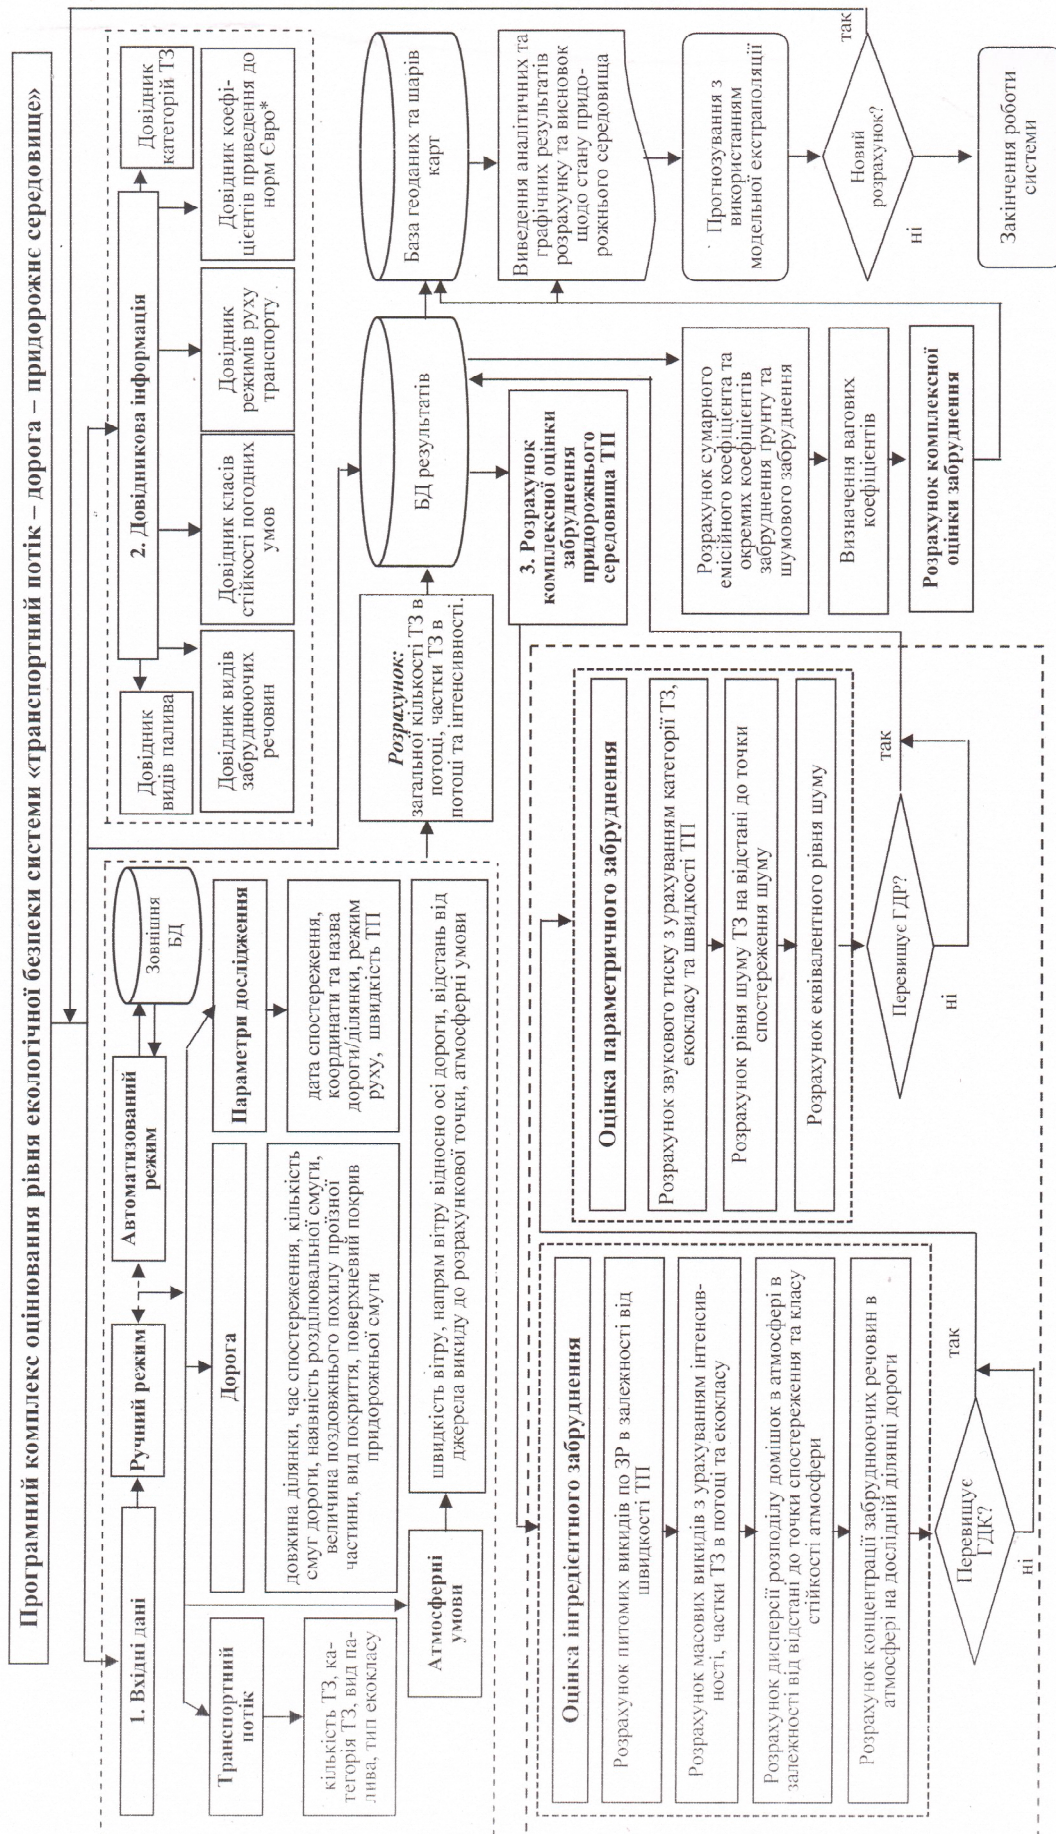 Програмний комплекс оцінювання рівня екологічної безпеки системи «транспортний потік – дорога – придорожнє середовище»
1. Вхідні дані
Ручний режим
Автоматизований
режим
Зовнішня
БД
Транспортний
потік
кількість ТЗ, ка-
тегорія ТЗ, вид па-
лива, тип екокласу
Дорога
довжина ділянки, час спостереження, кількість
смуг дороги, наявність розділювальної смуги,
величина поздовжнього похилу проїзної
частини, вид покриття, поверхневий покрив
придорожньої смуги
Параметри дослідження
дата спостереження,
координати та назва
дороги/ділянки, режим
руху, швидкість ТП
Атмосферні
умови
швидкість вітру, напрям вітру відносно осі дороги, відстань від
джерела викиду до розрахункової точки, атмосферні умови
2. Довідникова інформація
Довідник
видів палива
Довідник
категорій ТЗ
Довідник видів
забруднюючих
речовин
Довідник класів
стійкості погодних
умов
Довідник
режимів руху
транспорту
Довідник коефі-
цієнтів приведення до
норм Євро*
Розрахунок:
загальної кількості ТЗ в
потоці, частки ТЗ в
потоці та інтенсивності.
БД результатів
База геоданих та шарів
карт
3. Розрахунок
комплексної оцінки
забруднення
придорожнього
середовища ТП
Оцінка інгредієнтного забруднення
Розрахунок питомих викидів по ЗР в залежності від
швидкості ТП
Розрахунок масових викидів з урахуванням інтенсив-
ності, частки ТЗ в потоці та екокласу
Розрахунок дисперсії розподілу домішок в атмосфері в
залежності від відстані до точки спостереження та класу
стійкості атмосфери
Розрахунок концентрації забруднюючих речовин в
атмосфері на дослідній ділянці дороги
Перевищує
ГДК?
так
ні
Оцінка параметричного забруднення
Розрахунок звукового тиску з урахуванням категорії ТЗ,
екокласу та швидкості ТП
Розрахунок рівня шуму ТЗ на відстані до точки
спостереження шуму
Розрахунок еквівалентного рівня шуму
Перевищує ГДР?
так
ні
Розрахунок сумарного
емісійного коефіцієнта та
окремих коефіцієнтів
забруднення ґрунту та
шумового забруднення
Визначення вагових
коефіцієнтів
Розрахунок комплексної
оцінки забруднення
Виведення аналітичних та
графічних результатів
розрахунку та висновок
щодо стану придо-
рожнього середовища
Прогнозування з
використанням
модельної екстраполяції
Новий
розрахунок?
так
ні
Закінчення роботи
системи